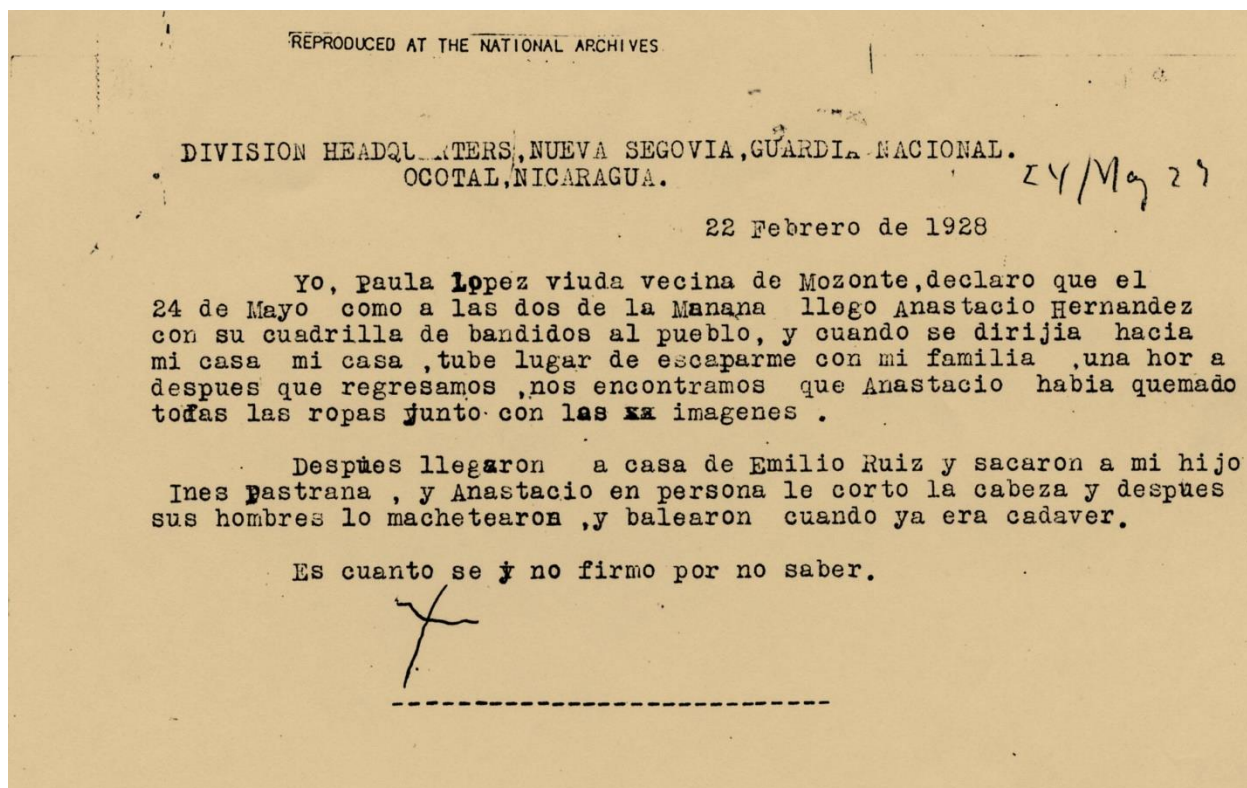 REPRODUCED AT THE NATIONAL ARCHIVES
DIVISION HEADQUARTERS,NUEVA SEGOVIA,GUARDIA NACIONAL.
OCOTAL,NICARAGUA.
24/May 27
22 Febrero de 1928
Yo, Paula Lopez viuda vecina de Mozonte,declaro que el
24 de Mayo como a las dos de la Manana llego Anastacio Hernandez
con su cuadrilla de bandidos al pueblo, y cuando se dirijia hacia
mi casa mi casa ,tube lugar de escaparme con mi familia ,una hor a
despues que regresamos ,nos encontramos que Anastacio habia quemado
todas las ropas junto con las xx imagenes .
Despues llegaron a casa de Emilio Ruiz y sacaron a mi hijo
Ines Pastrana , y Anastacio en persona le corto la cabeza y despues
sus hombres lo machetearon ,y balearon cuando ya era cadaver.
Es cuanto se y no firmo por no saber.